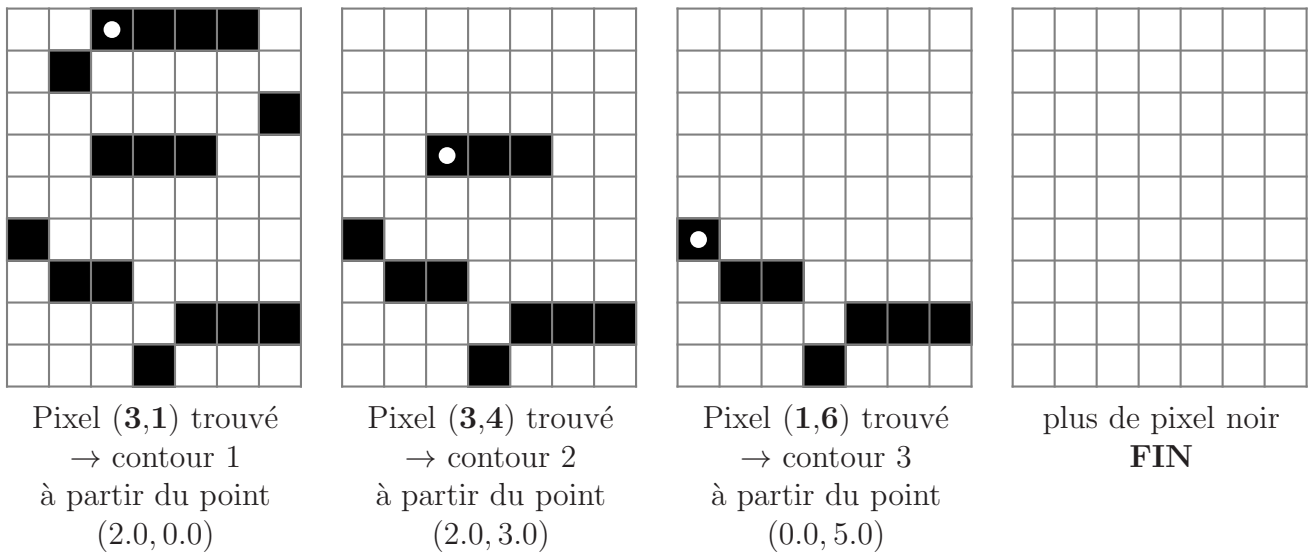 Pixel (3,1) trouvé
→ contour 1
à partir du point
(2.0, 0.0)
Pixel (3,4) trouvé
→ contour 2
à partir du point
(2.0, 3.0)
Pixel (1,6) trouvé
→ contour 3
à partir du point
(0.0, 5.0)
plus de pixel noir
FIN